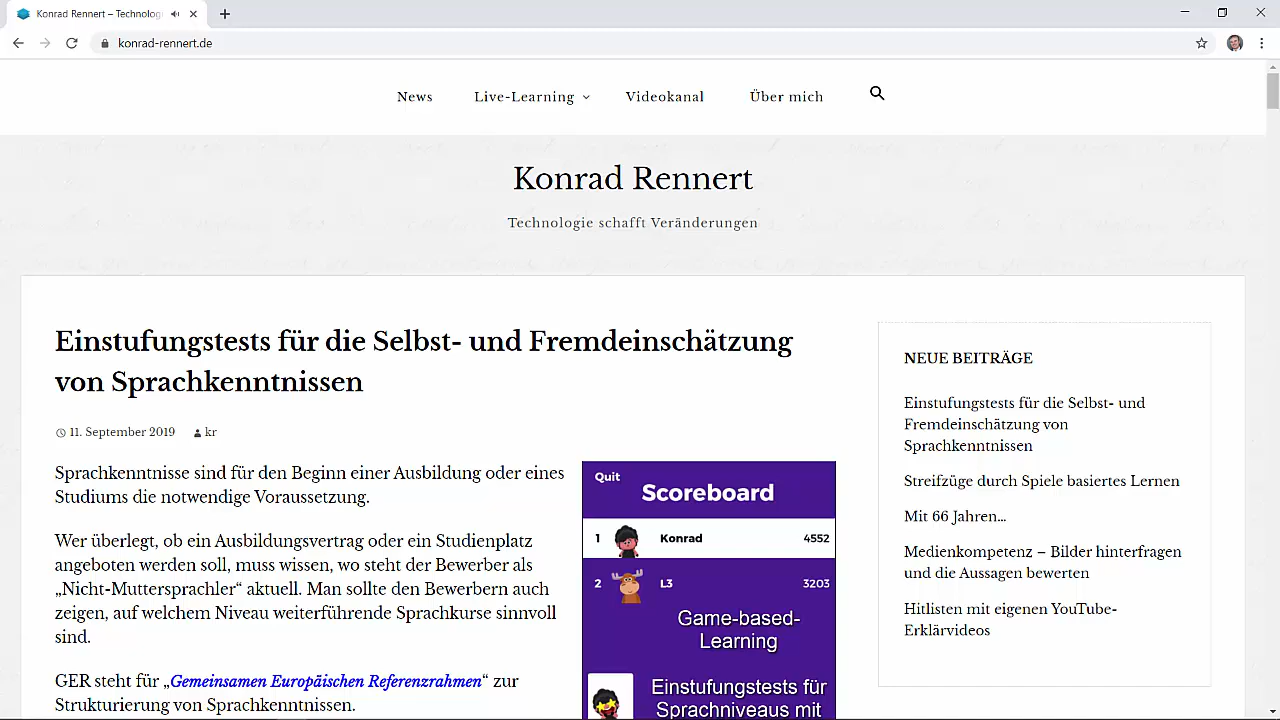 Konrad Rennert – Technolog
konrad-rennert.de
News Live-Learning Videokanal Über mich
Konrad Rennert
Technologie schafft Veränderungen
Einstufungstests für die Selbst- und Fremdeinschätzung
von Sprachkenntnissen
11. September 2019 kr
Sprachkenntnisse sind für den Beginn einer Ausbildung oder eines
Studiums die notwendige Voraussetzung.
Wer überlegt, ob ein Ausbildungsvertrag oder ein Studienplatz
angeboten werden soll, muss wissen, wo steht der Bewerber als
„Nicht-Muttersprachler“ aktuell. Man sollte den Bewerbern auch
zeigen, auf welchem Niveau weiterführende Sprachkurse sinnvoll
sind.
GER steht für „Gemeinsamen Europäischen Referenzrahmen“ zur
Strukturierung von Sprachkenntnissen.
Quit
Scoreboard
1 Konrad 4552
2 L3 3203
Game-based-
Learning
Einstufungstests für
Sprachniveaus mit
NEUE BEITRÄGE
Einstufungstests für die Selbst- und
Fremdeinschätzung von
Sprachkenntnissen
Streifzüge durch Spiele basiertes Lernen
Mit 66 Jahren…
Medienkompetenz – Bilder hinterfragen
und die Aussagen bewerten
Hitlisten mit eigenen YouTube-
Erklärvideos